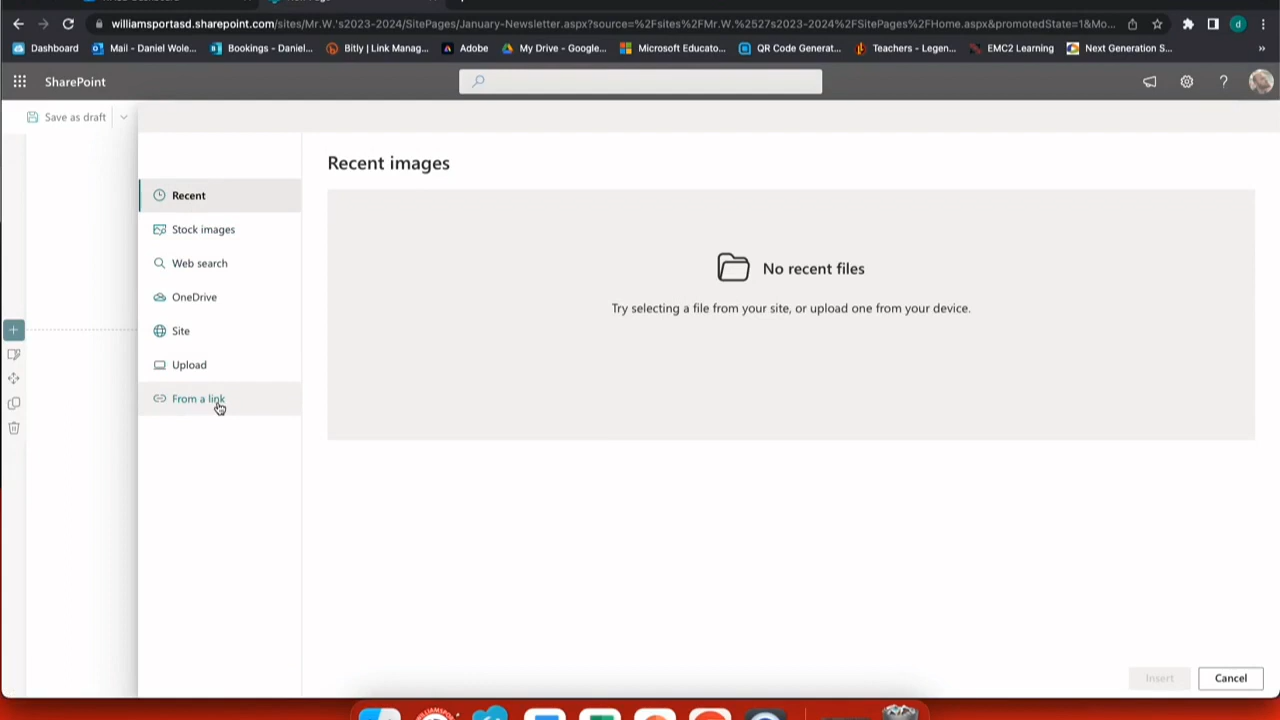 williamsportasd.sharepoint.com/sites/Mr.W.'s2023-2024/SitePages/January-Newsletter.aspx?source=%2Fsites%2FMr.W.%2527s2023-2024%2FSitePages%2FHome.aspx&promotedState=1&Mo...
d
Dashboard
Mail - Daniel Wole...
Bookings - Daniel...
Bitly | Link Manag...
Adobe
My Drive - Google...
Microsoft Educato...
QR Code Generat...
Teachers - Legen...
EMC2 Learning
Next Generation S...
»
SharePoint
?
Save as draft
Recent images
Recent
Stock images
Web search
OneDrive
Site
Upload
From a link
No recent files
Try selecting a file from your site, or upload one from your device.
Insert
Cancel